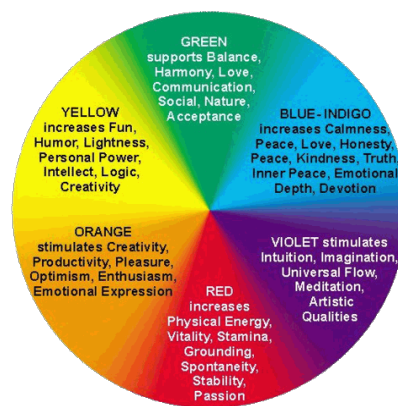 GREEN
supports Balance,
Harmony, Love,
Communication,
Social, Nature,
Acceptance
BLUE-INDIGO
increases Calmness,
Peace, Love, Honesty,
Peace, Kindness, Truth,
Inner Peace, Emotional
Depth, Devotion
VIOLET stimulates
Intuition, Imagination,
Universal Flow,
Meditation,
Artistic
Qualities
RED
increases
Physical Energy,
Vitality, Stamina,
Grounding,
Spontaneity,
Stability,
Passion
ORANGE
stimulates Creativity,
Productivity, Pleasure,
Optimism, Enthusiasm,
Emotional Expression
YELLOW
increases Fun,
Humor, Lightness,
Personal Power,
Intellect, Logic,
Creativity